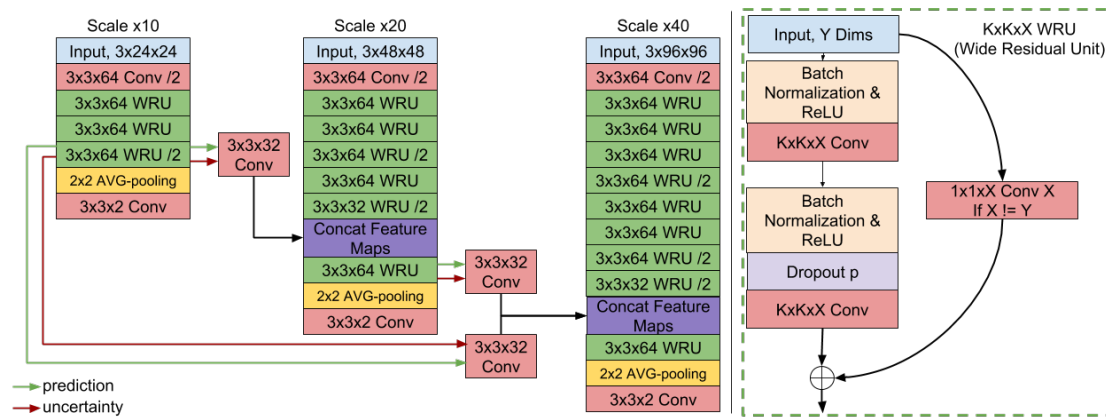 Scale x10
Input, 3x24x24
3x3x64 Conv /2
3x3x64 WRU
3x3x64 WRU
3x3x64 WRU /2
2x2 AVG-pooling
3x3x2 Conv
3x3x32
Conv
Scale x20
Input, 3x48x48
3x3x64 Conv /2
3x3x64 WRU
3x3x64 WRU
3x3x64 WRU /2
3x3x64 WRU
3x3x32 WRU /2
Concat Feature
Maps
3x3x64 WRU
2x2 AVG-pooling
3x3x2 Conv
3x3x32
Conv
3x3x32
Conv
Scale x40
Input, 3x96x96
3x3x64 Conv /2
3x3x64 WRU
3x3x64 WRU
3x3x64 WRU
3x3x64 WRU /2
3x3x64 WRU
3x3x64 WRU
3x3x64 WRU /2
3x3x32 WRU /2
Concat Feature
Maps
3x3x64 WRU
2x2 AVG-pooling
3x3x2 Conv
prediction
uncertainty
KxKxX WRU
(Wide Residual Unit)
Input, Y Dims
Batch
Normalization &
ReLU
KxKxX Conv
Batch
Normalization &
ReLU
Dropout p
KxKxX Conv
1x1xX Conv X
If X != Y